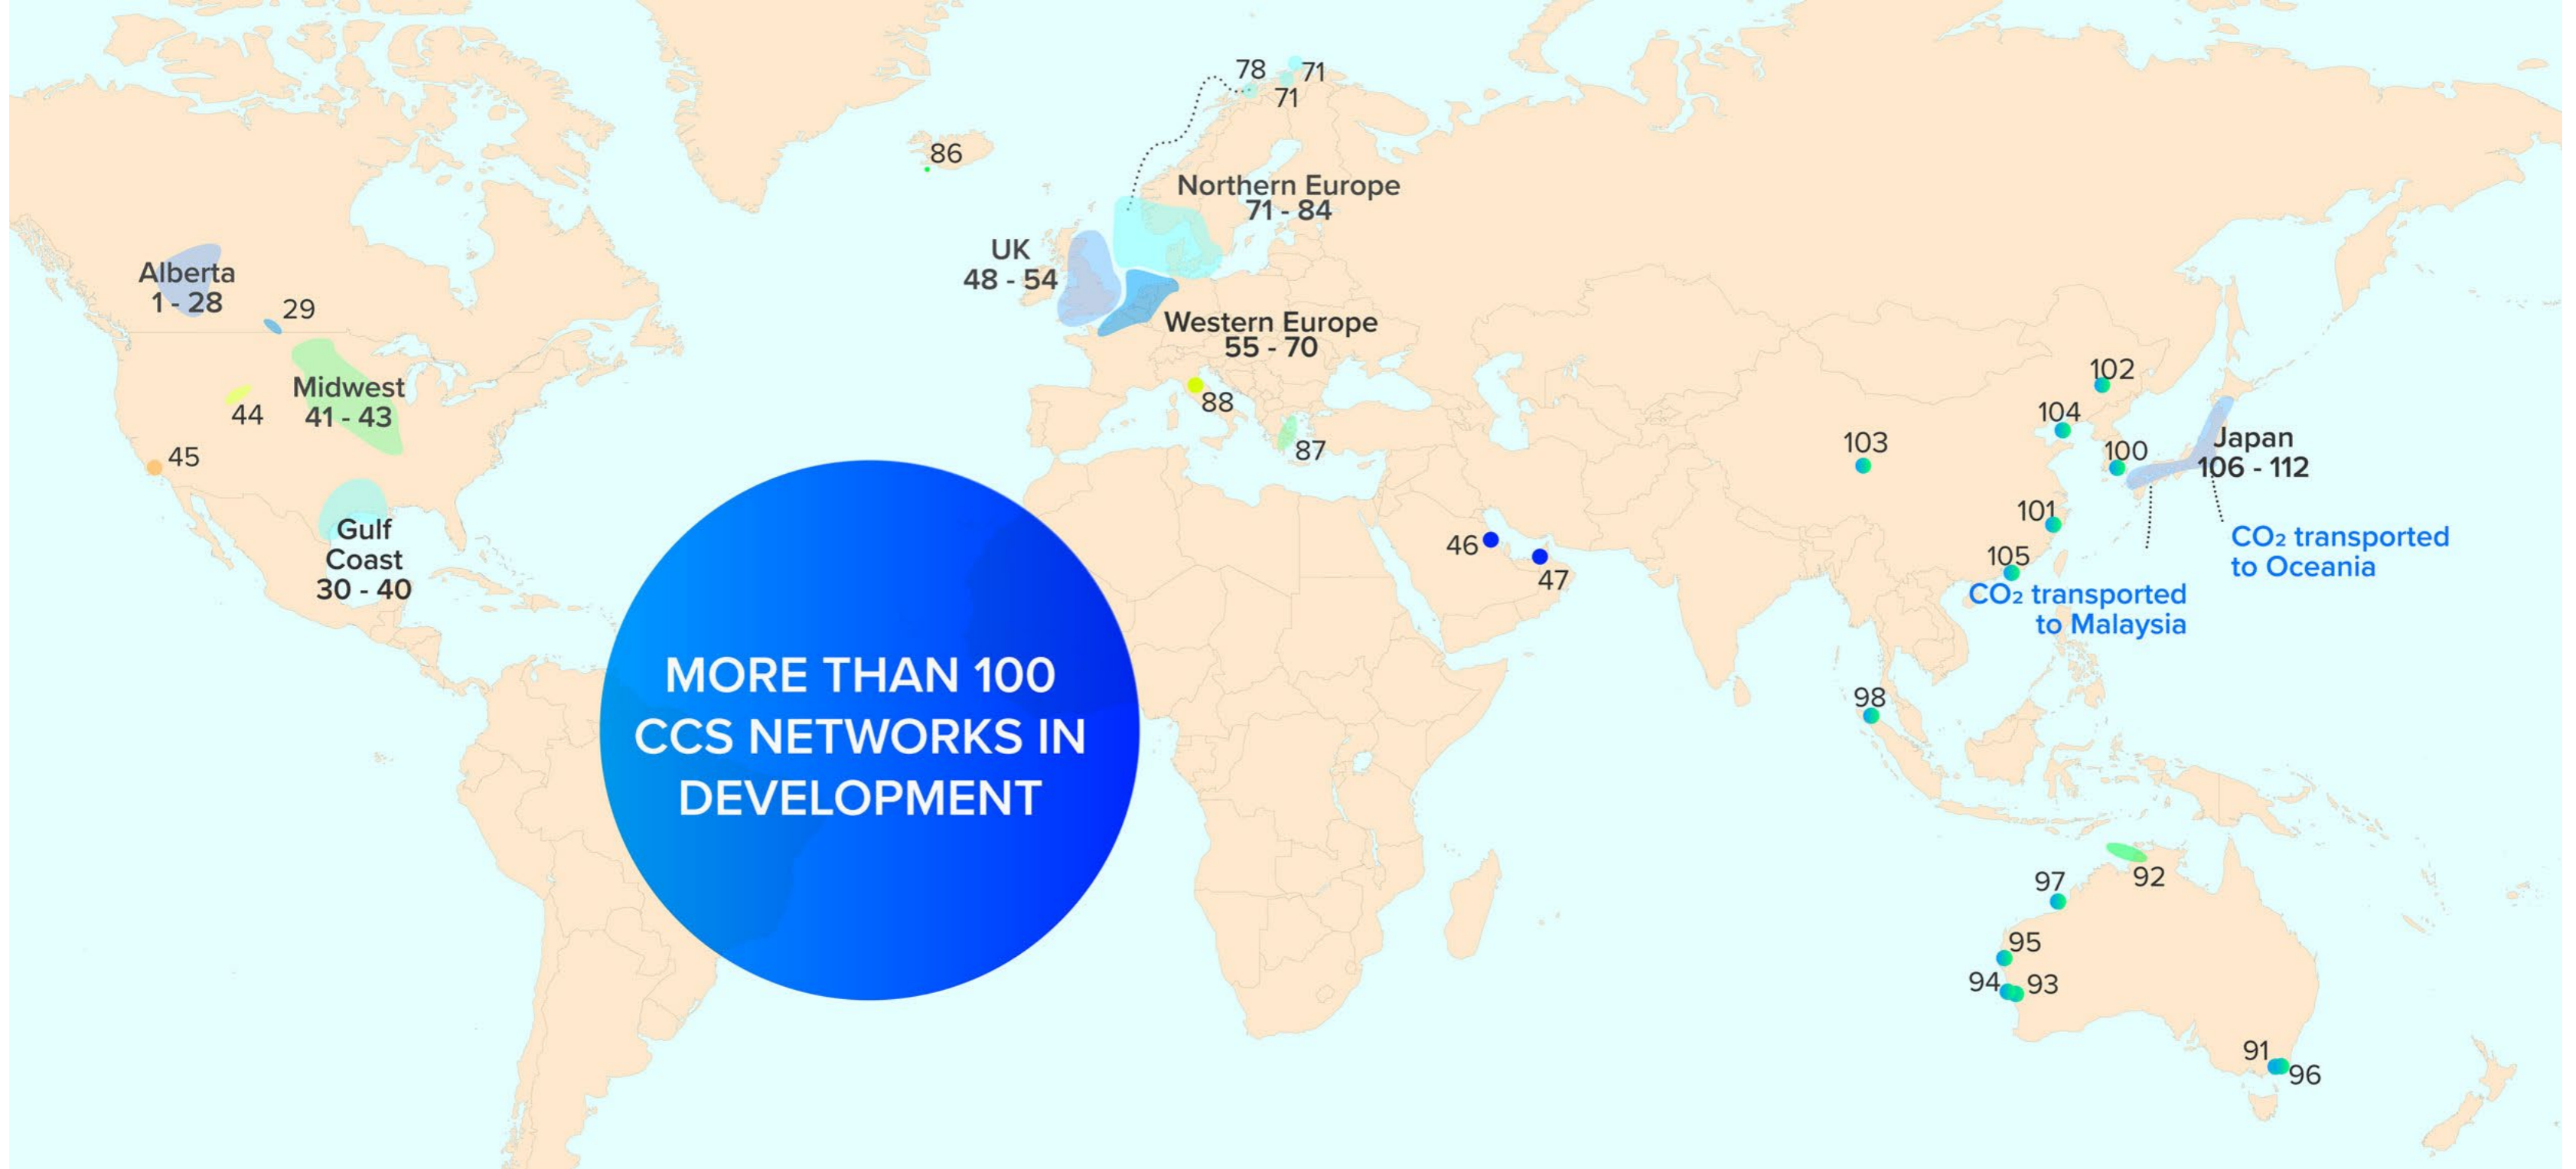 78
71
71
86
Northern Europe
71 - 84
UK
48 - 54
Alberta
1 - 28
29
Western Europe
55 - 70
Midwest
41 - 43
44
45
88
87
Gulf
Coast
30 - 40
46
47
102
104
103
100
Japan
106 - 112
101
105
CO₂ transported
to Oceania
CO₂ transported
to Malaysia
MORE THAN 100
CCS NETWORKS IN
DEVELOPMENT
98
92
97
95
94
93
91
96